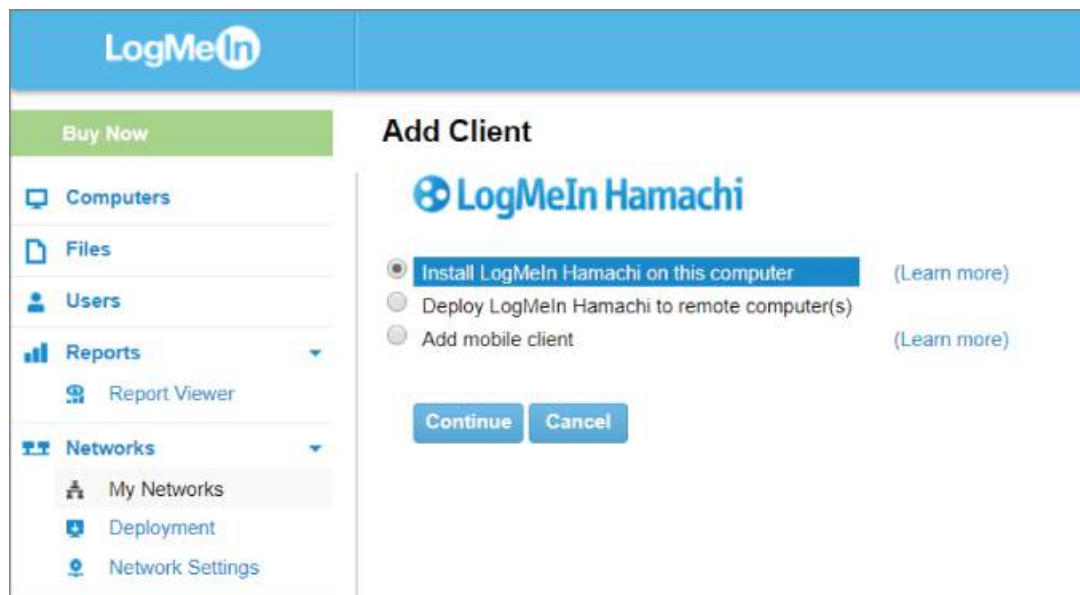 LogMeIn
Buy Now
Computers
Files
Users
Reports
Report Viewer
Networks
My Networks
Deployment
Network Settings
Add Client
LogMeIn Hamachi
Install LogMeIn Hamachi on this computer (Learn more)
Deploy LogMeIn Hamachi to remote computer(s)
Add mobile client (Learn more)
Continue Cancel